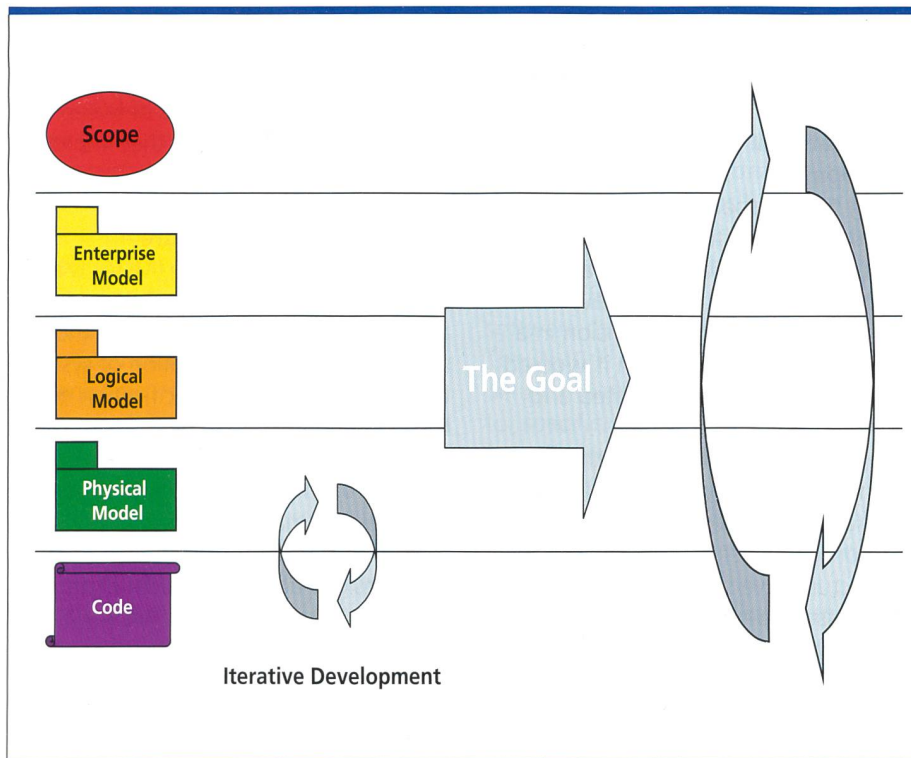 Scope
Enterprise
Model
Logical
Model
The Goal
Physical
Model
Code
Iterative Development